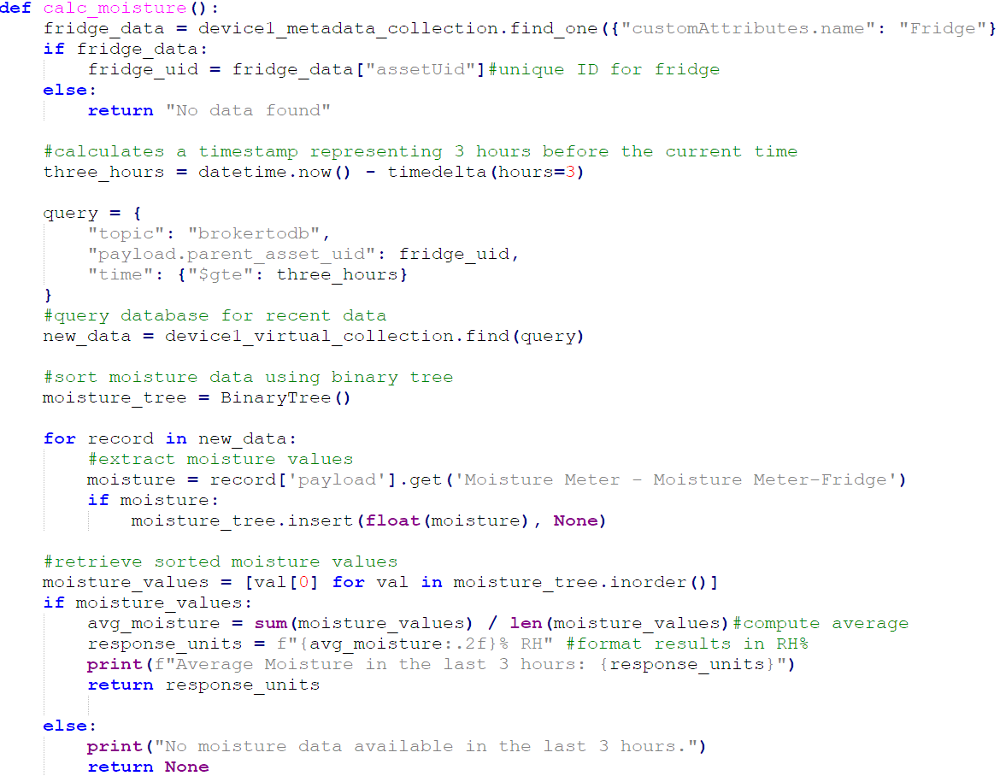 def calc_moisture():
    fridge_data = device1_metadata_collection.find_one({"customAttributes.name": "Fridge"}
    if fridge_data:
        fridge_uid = fridge_data["assetUid"]#unique ID for fridge
    else:
        return "No data found"

    #calculates a timestamp representing 3 hours before the current time
    three_hours = datetime.now() - timedelta(hours=3)

    query = {
        "topic": "brokertodb",
        "payload.parent_asset_uid": fridge_uid,
        "time": {"$gte": three_hours}
    }
    #query database for recent data
    new_data = device1_virtual_collection.find(query)

    #sort moisture data using binary tree
    moisture_tree = BinaryTree()

    for record in new_data:
        #extract moisture values
        moisture = record['payload'].get('Moisture Meter - Moisture Meter-Fridge')
        if moisture:
            moisture_tree.insert(float(moisture), None)

    #retrieve sorted moisture values
    moisture_values = [val[0] for val in moisture_tree.inorder()]
    if moisture_values:
        avg_moisture = sum(moisture_values) / len(moisture_values)#compute average
        response_units = f"{avg_moisture:.2f}% RH" #format results in RH%
        print(f"Average Moisture in the last 3 hours: {response_units}")
        return response_units

    else:
        print("No moisture data available in the last 3 hours.")
        return None